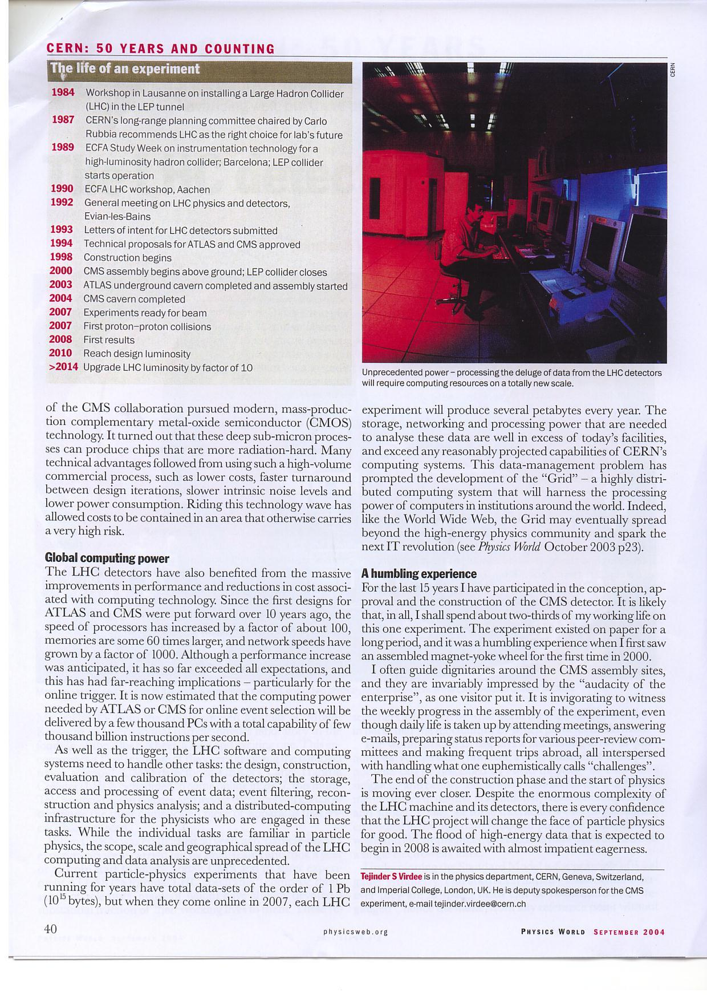 CERN: 50 YEARS AND COUNTING
The life of an experiment
1984 Workshop in Lausanne on installing a Large Hadron Collider
(LHC) in the LEP tunnel
1987 CERN's long-range planning committee chaired by Carlo
Rubbia recommends LHC as the right choice for lab's future
1989 ECFA Study Week on instrumentation technology for a
high-luminosity hadron collider; Barcelona; LEP collider
starts operation
1990 ECFA LHC workshop, Aachen
1992 General meeting on LHC physics and detectors,
Evian-les-Bains
1993 Letters of intent for LHC detectors submitted
1994 Technical proposals for ATLAS and CMS approved
1998 Construction begins
2000 CMS assembly begins above ground; LEP collider closes
2003 ATLAS underground cavern completed and assembly started
2004 CMS cavern completed
2007 Experiments ready for beam
2007 First proton–proton collisions
2008 First results
2010 Reach design luminosity
>2014 Upgrade LHC luminosity by factor of 10
CERN
Unprecedented power – processing the deluge of data from the LHC detectors
will require computing resources on a totally new scale.
of the CMS collaboration pursued modern, mass-produc-
tion complementary metal-oxide semiconductor (CMOS)
technology. It turned out that these deep sub-micron proces-
ses can produce chips that are more radiation-hard. Many
technical advantages followed from using such a high-volume
commercial process, such as lower costs, faster turnaround
between design iterations, slower intrinsic noise levels and
lower power consumption. Riding this technology wave has
allowed costs to be contained in an area that otherwise carries
a very high risk.
Global computing power
The LHC detectors have also benefited from the massive
improvements in performance and reductions in cost associ-
ated with computing technology. Since the first designs for
ATLAS and CMS were put forward over 10 years ago, the
speed of processors has increased by a factor of about 100,
memories are some 60 times larger, and network speeds have
grown by a factor of 1000. Although a performance increase
was anticipated, it has so far exceeded all expectations, and
this has had far-reaching implications – particularly for the
online trigger. It is now estimated that the computing power
needed by ATLAS or CMS for online event selection will be
delivered by a few thousand PCs with a total capability of few
thousand billion instructions per second.
As well as the trigger, the LHC software and computing
systems need to handle other tasks: the design, construction,
evaluation and calibration of the detectors; the storage,
access and processing of event data; event filtering, recon-
struction and physics analysis; and a distributed-computing
infrastructure for the physicists who are engaged in these
tasks. While the individual tasks are familiar in particle
physics, the scope, scale and geographical spread of the LHC
computing and data analysis are unprecedented.
Current particle-physics experiments that have been
running for years have total data-sets of the order of 1 Pb
(10¹⁵ bytes), but when they come online in 2007, each LHC
experiment will produce several petabytes every year. The
storage, networking and processing power that are needed
to analyse these data are well in excess of today's facilities,
and exceed any reasonably projected capabilities of CERN's
computing systems. This data-management problem has
prompted the development of the "Grid" – a highly distri-
buted computing system that will harness the processing
power of computers in institutions around the world. Indeed,
like the World Wide Web, the Grid may eventually spread
beyond the high-energy physics community and spark the
next IT revolution (see Physics World October 2003 p23).
A humbling experience
For the last 15 years I have participated in the conception, ap-
proval and the construction of the CMS detector. It is likely
that, in all, I shall spend about two-thirds of my working life on
this one experiment. The experiment existed on paper for a
long period, and it was a humbling experience when I first saw
an assembled magnet-yoke wheel for the first time in 2000.
I often guide dignitaries around the CMS assembly sites,
and they are invariably impressed by the "audacity of the
enterprise", as one visitor put it. It is invigorating to witness
the weekly progress in the assembly of the experiment, even
though daily life is taken up by attending meetings, answering
e-mails, preparing status reports for various peer-review com-
mittees and making frequent trips abroad, all interspersed
with handling what one euphemistically calls "challenges".
The end of the construction phase and the start of physics
is moving ever closer. Despite the enormous complexity of
the LHC machine and its detectors, there is every confidence
that the LHC project will change the face of particle physics
for good. The flood of high-energy data that is expected to
begin in 2008 is awaited with almost impatient eagerness.
Tejinder S Virdee is in the physics department, CERN, Geneva, Switzerland,
and Imperial College, London, UK. He is deputy spokesperson for the CMS
experiment, e-mail tejinder.virdee@cern.ch
40
physicsweb.org
PHYSICS WORLD SEPTEMBER 2004